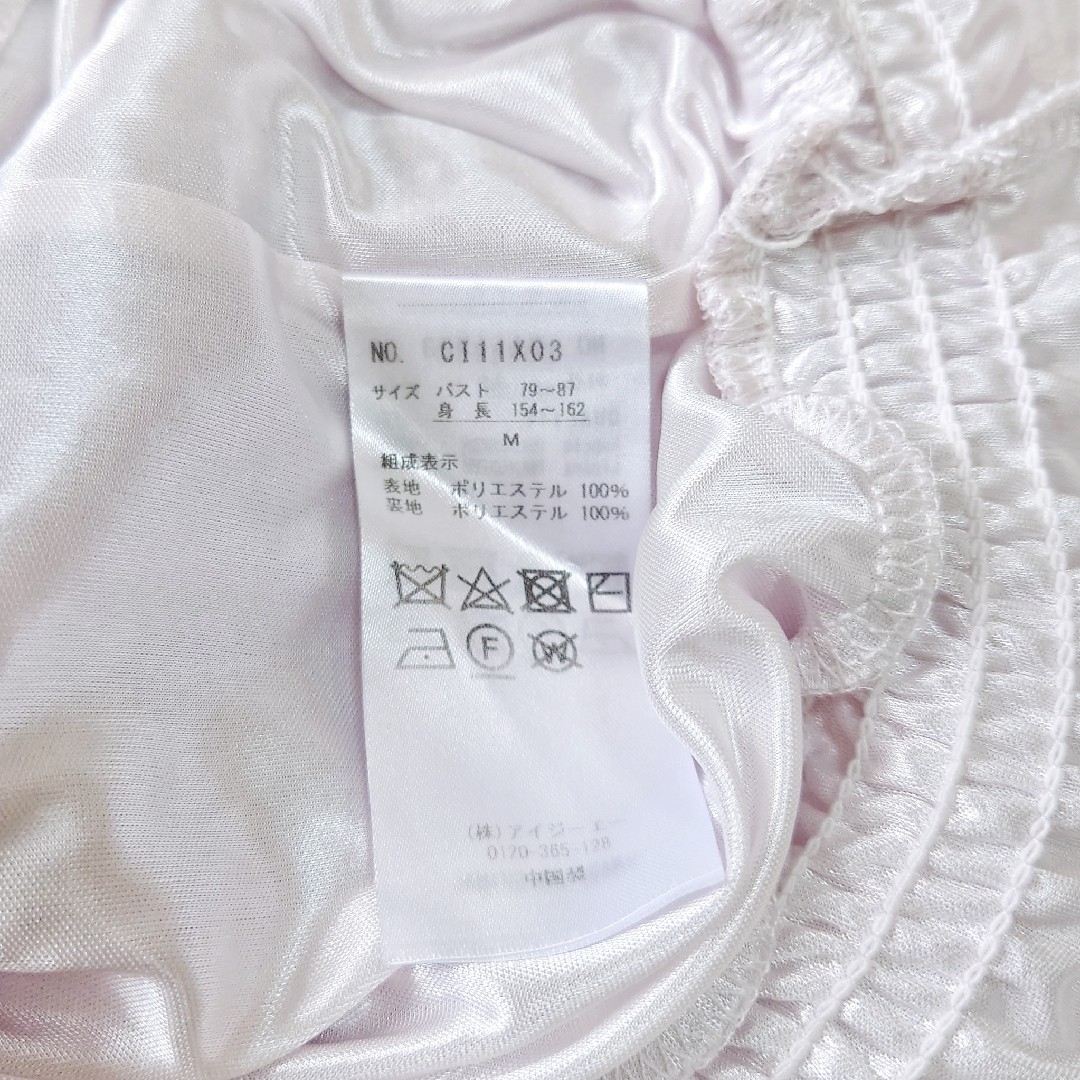 NO. CI11X03
サイズ バスト 79~87
身長 154~162
M
組成表示
表地 ポリエステル 100%
裏地 ポリエステル 100%
F
W
(株)アイジーエー
0120-365-128
中国製